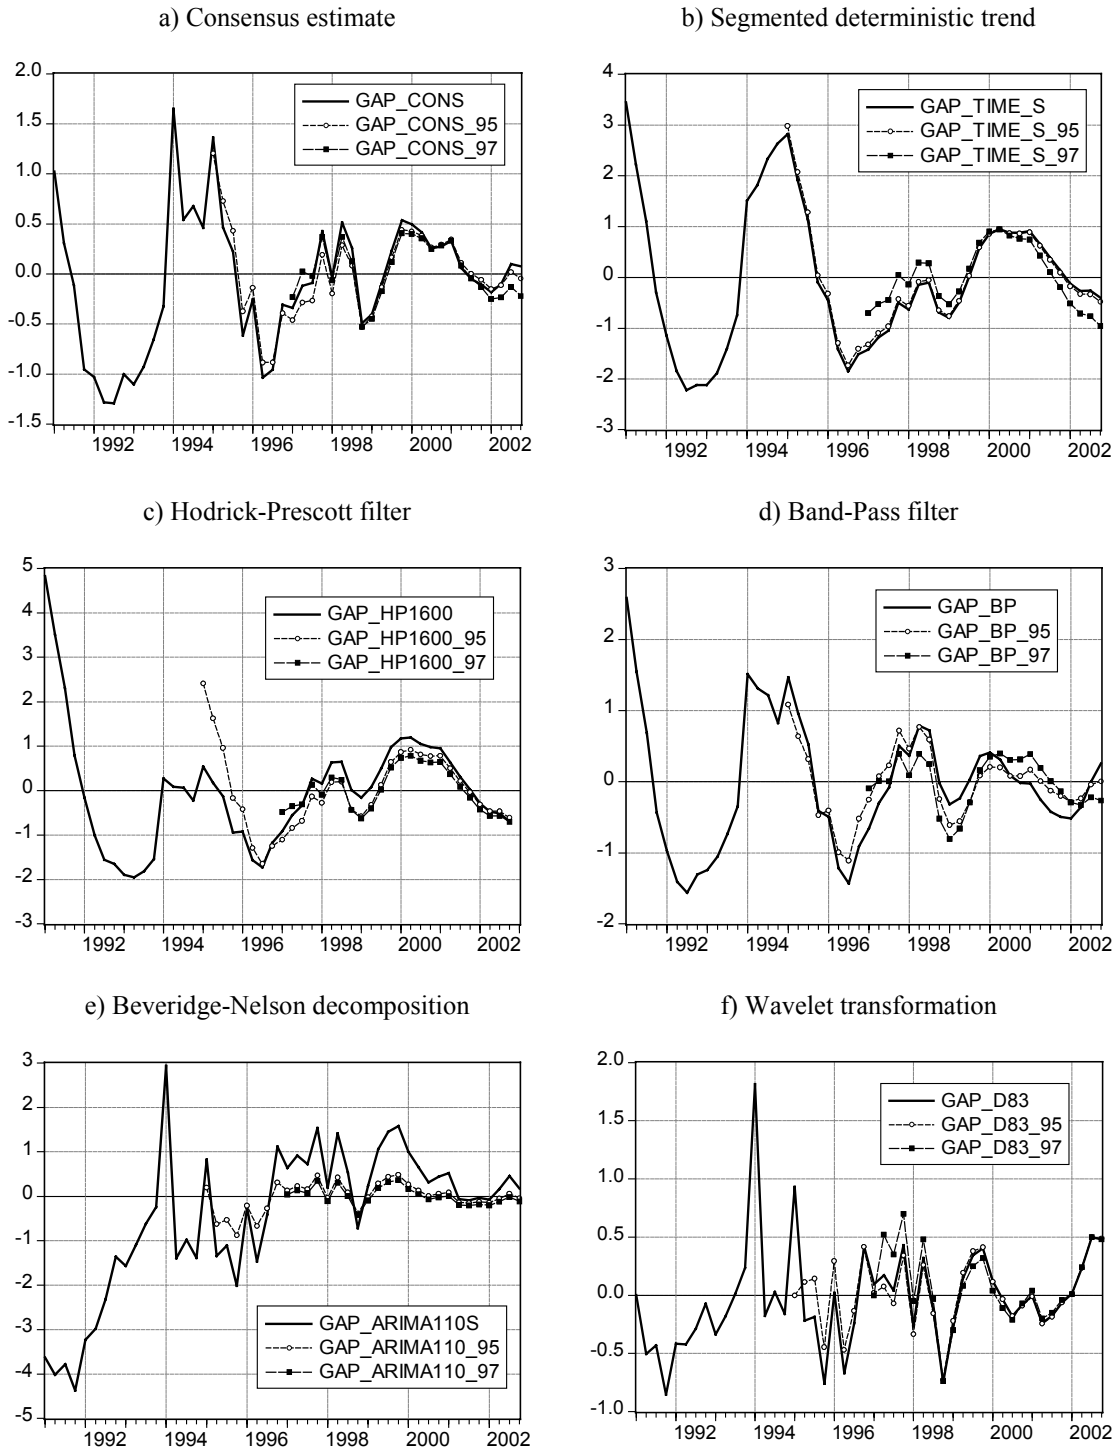 a) Consensus estimate
2.0
1.5
1.0
0.5
0.0
-0.5
-1.0
-1.5
GAP_CONS
GAP_CONS_95
GAP_CONS_97
1992 1994 1996 1998 2000 2002
b) Segmented deterministic trend
4
3
2
1
0
-1
-2
-3
GAP_TIME_S
GAP_TIME_S_95
GAP_TIME_S_97
1992 1994 1996 1998 2000 2002
c) Hodrick-Prescott filter
5
4
3
2
1
0
-1
-2
-3
GAP_HP1600
GAP_HP1600_95
GAP_HP1600_97
1992 1994 1996 1998 2000 2002
d) Band-Pass filter
3
2
1
0
-1
-2
GAP_BP
GAP_BP_95
GAP_BP_97
1992 1994 1996 1998 2000 2002
e) Beveridge-Nelson decomposition
3
2
1
0
-1
-2
-3
-4
-5
GAP_ARIMA110S
GAP_ARIMA110_95
GAP_ARIMA110_97
1992 1994 1996 1998 2000 2002
f) Wavelet transformation
2.0
1.5
1.0
0.5
0.0
-0.5
-1.0
GAP_D83
GAP_D83_95
GAP_D83_97
1992 1994 1996 1998 2000 2002